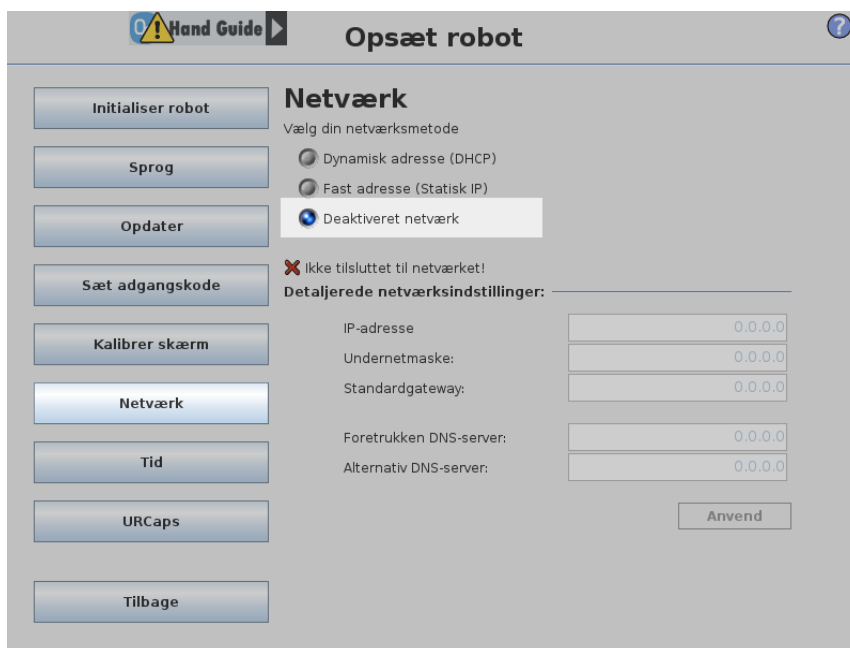 Hand Guide
Opsæt robot
?
Initialiser robot
Sprog
Opdater
Sæt adgangskode
Kalibrer skærm
Netværk
Tid
URCaps
Tilbage
Netværk
Vælg din netværksmetode
Dynamisk adresse (DHCP)
Fast adresse (Statisk IP)
Deaktiveret netværk
Ikke tilsluttet til netværket!
Detaljerede netværksindstillinger:
IP-adresse 0.0.0.0
Undernetmaske: 0.0.0.0
Standardgateway: 0.0.0.0
Foretrukken DNS-server: 0.0.0.0
Alternativ DNS-server: 0.0.0.0
Anvend